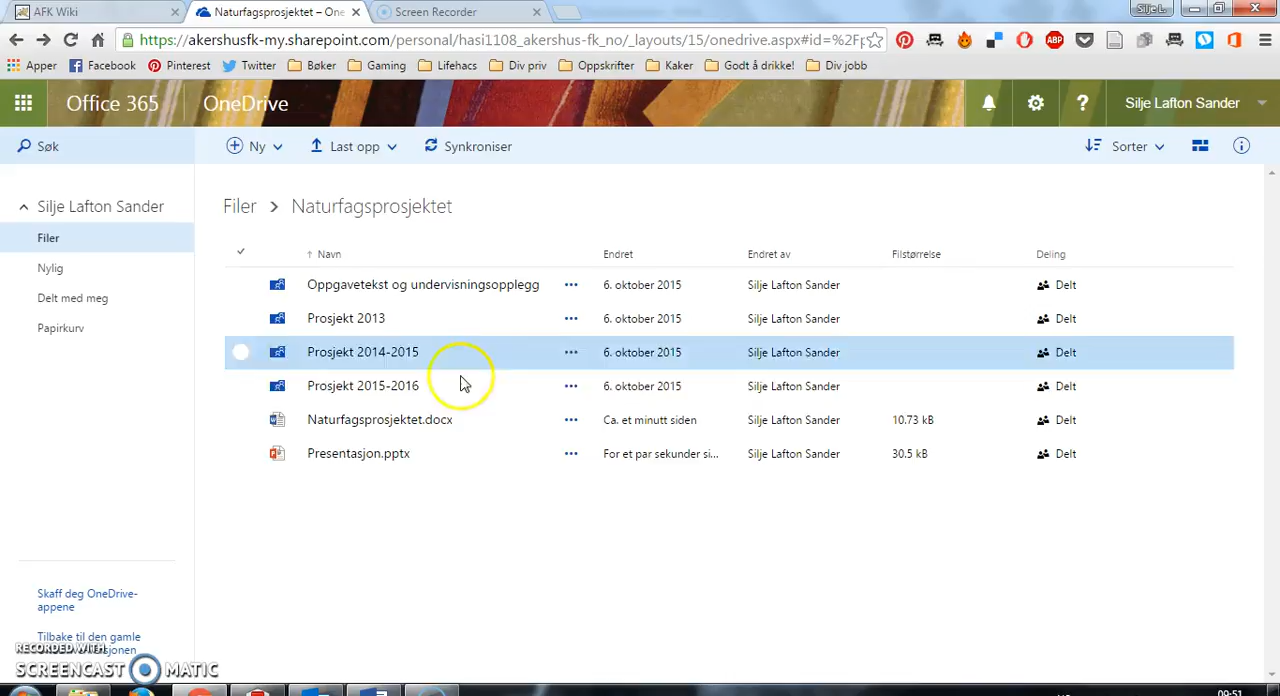 AFK Wiki
Naturfagsprosjektet – One
Screen Recorder
Silje L.
https://akershusfk-my.sharepoint.com/personal/hasi1108_akershus-fk_no/_layouts/15/onedrive.aspx#id=%2Fp
ABP
Apper
Facebook
Pinterest
Twitter
Bøker
Gaming
Lifehacs
Div priv
Oppskrifter
Kaker
Godt å drikke!
Div jobb
Office 365
OneDrive
?
Silje Lafton Sander
Søk
Ny
Last opp
Synkroniser
Sorter
Silje Lafton Sander
Filer
Nylig
Delt med meg
Papirkurv
Filer > Naturfagsprosjektet
Navn Endret Endret av Filstørrelse Deling
Oppgavetekst og undervisningsopplegg ••• 6. oktober 2015 Silje Lafton Sander Delt
Prosjekt 2013 ••• 6. oktober 2015 Silje Lafton Sander Delt
Prosjekt 2014-2015 ••• 6. oktober 2015 Silje Lafton Sander Delt
Prosjekt 2015-2016 ••• 6. oktober 2015 Silje Lafton Sander Delt
Naturfagsprosjektet.docx ••• Ca. et minutt siden Silje Lafton Sander 10.73 kB Delt
Presentasjon.pptx ••• For et par sekunder si... Silje Lafton Sander 30.5 kB Delt
Skaff deg OneDrive-
appene
Tilbake til den gamle
RECORDED WITH
SCREENCAST MATIC
09:51